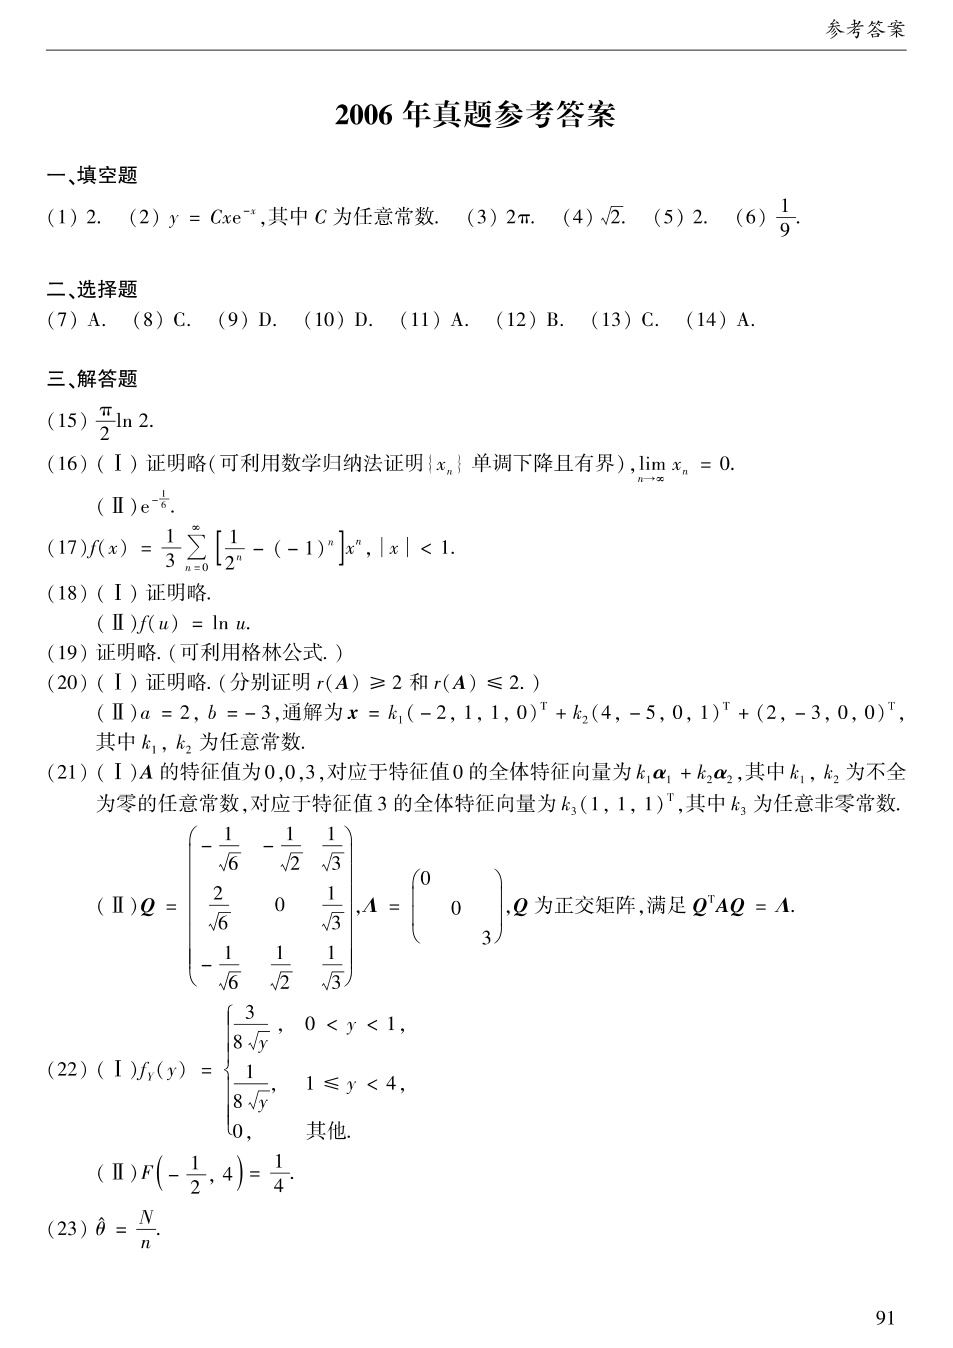 参考答案
2006 年真题参考答案
一、填空题
(1) 2. (2) y = Cxe^{-x},其中 C 为任意常数. (3) 2π. (4) √2. (5) 2. (6) 1/9.
二、选择题
(7) A. (8) C. (9) D. (10) D. (11) A. (12) B. (13) C. (14) A.
三、解答题
(15) π/2 ln 2.
(16) (Ⅰ) 证明略(可利用数学归纳法证明{x_n} 单调下降且有界), lim_{n→∞} x_n = 0.
(Ⅱ)e^{-1/6}.
(17)f(x) = 1/3 ∑_{n=0}^{∞} [1/2^n - (-1)^n]x^n, |x| < 1.
(18) (Ⅰ) 证明略.
(Ⅱ)f(u) = ln u.
(19) 证明略. (可利用格林公式. )
(20) (Ⅰ) 证明略. (分别证明 r(A) ≥ 2 和 r(A) ≤ 2. )
(Ⅱ)a = 2, b = -3,通解为 x = k_1(-2, 1, 1, 0)^T + k_2(4, -5, 0, 1)^T + (2, -3, 0, 0)^T,
其中 k_1, k_2 为任意常数.
(21) (Ⅰ)A 的特征值为 0,0,3,对应于特征值 0 的全体特征向量为 k_1α_1 + k_2α_2,其中 k_1, k_2 为不全
为零的任意常数,对应于特征值 3 的全体特征向量为 k_3(1, 1, 1)^T,其中 k_3 为任意非零常数.
(Ⅱ)Q = (-1/√6 -1/√2 1/√3; 2/√6 0 1/√3; -1/√6 1/√2 1/√3), Λ = (0 0 3), Q 为正交矩阵,满足 Q^TAQ = Λ.
(22) (Ⅰ)f_Y(y) = { 3/(8√y), 0 < y < 1,
1/(8√y), 1 ≤ y < 4,
0, 其他.
(Ⅱ)F(-1/2, 4) = 1/4.
(23) θ̂ = N/n.
91